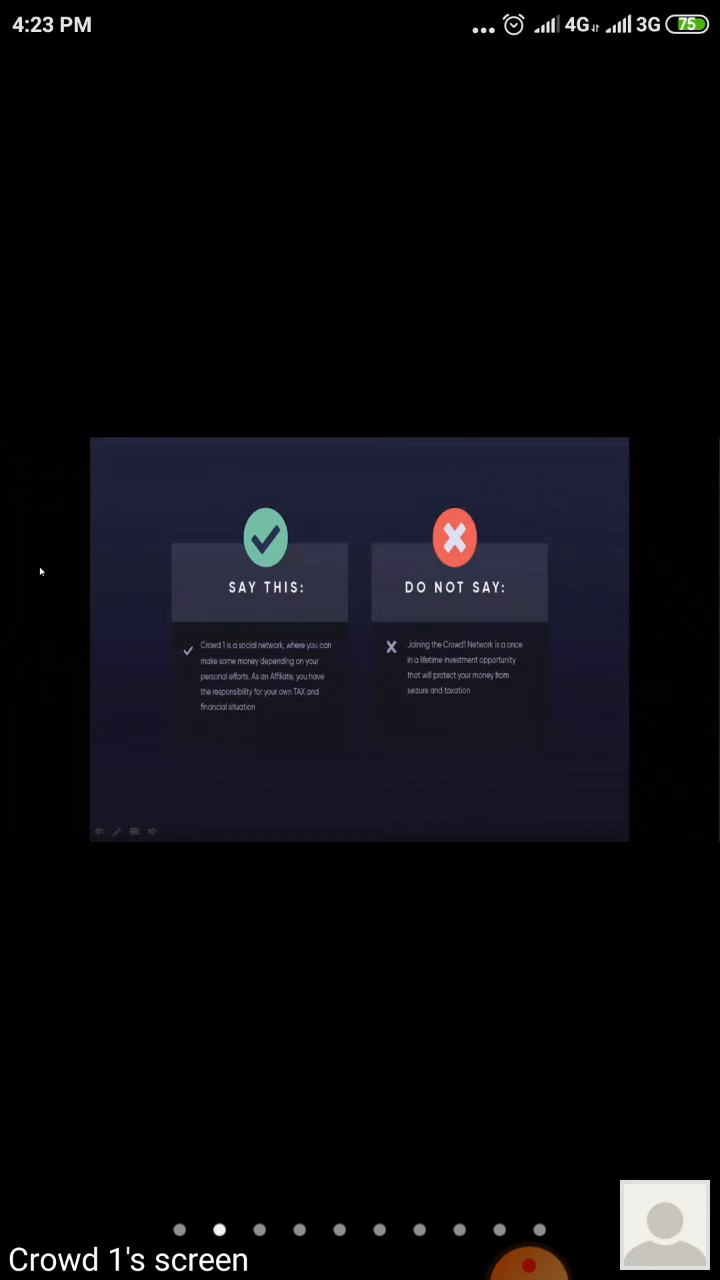 4:23 PM
4G
3G
75
SAY THIS:
Crowd 1 is a social network, where you can
make some money depending on your
personal efforts. As an Affiliate, you have
the responsibility for your own TAX and
financial situation
DO NOT SAY:
Joining the Crowd1 Network is a once
in a lifetime investment opportunity
that will protect your money from
seizure and taxation
Crowd 1's screen